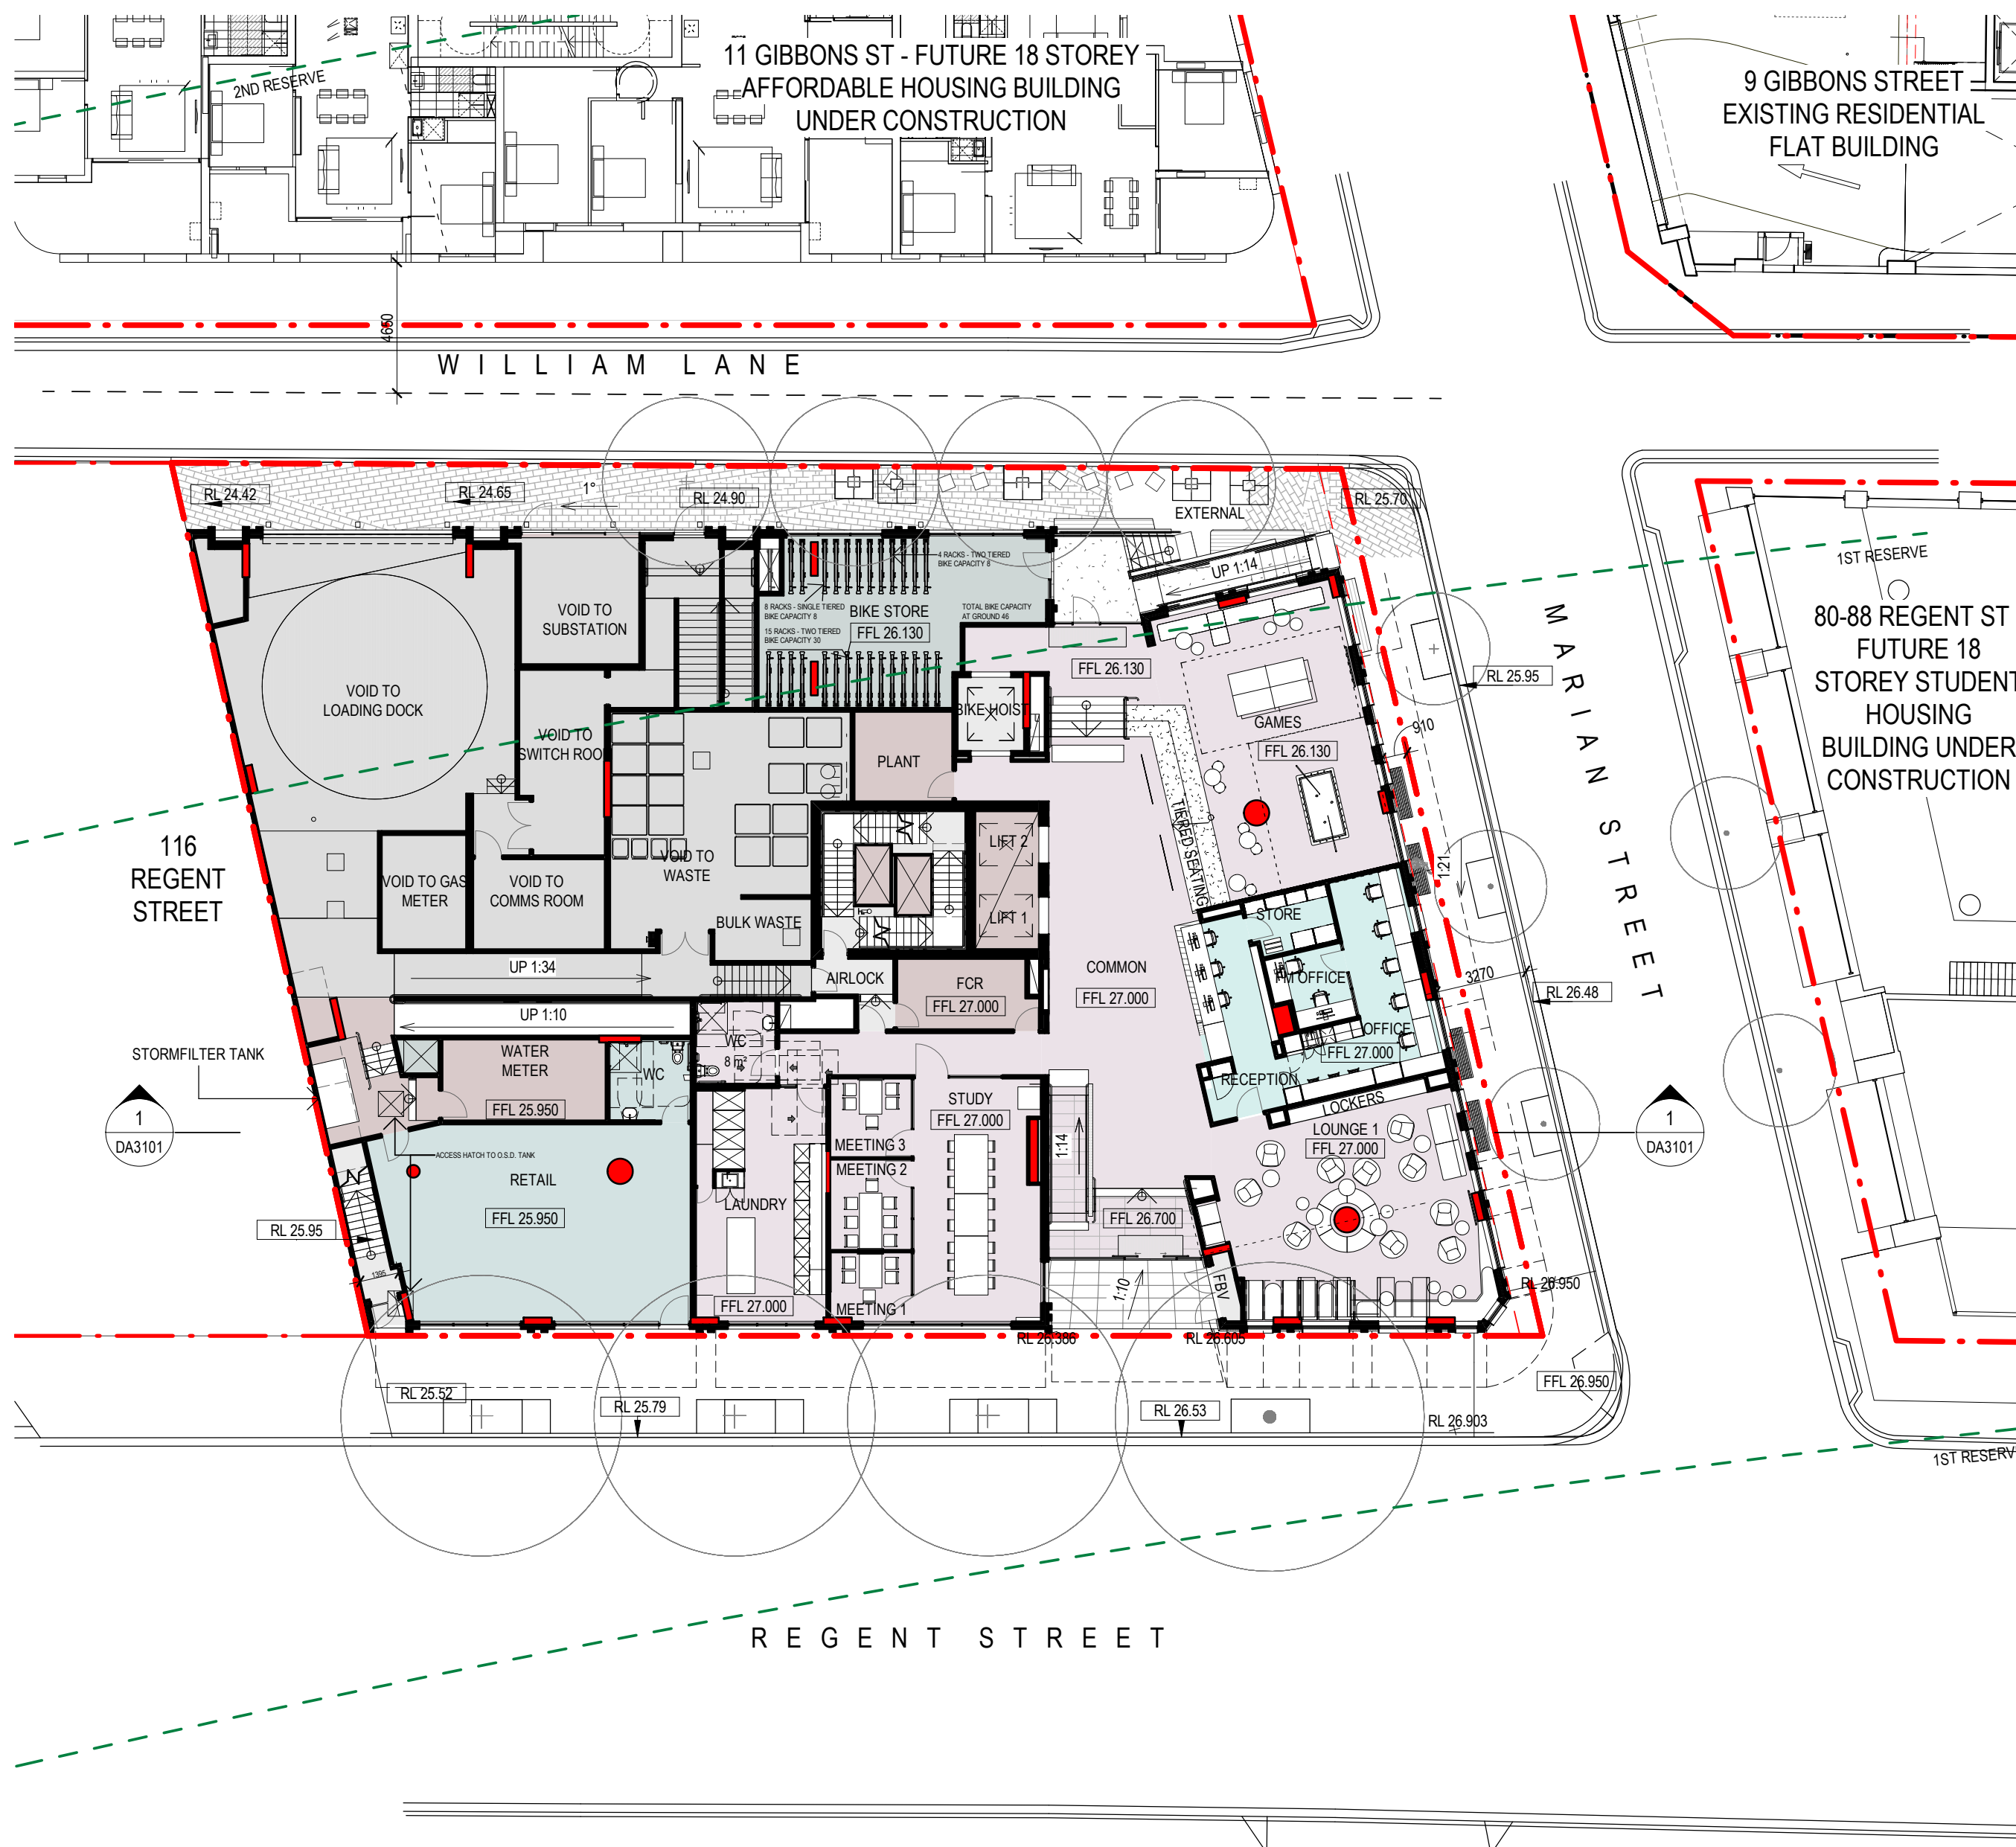 11 GIBBONS ST - FUTURE 18 STOREY
AFFORDABLE HOUSING BUILDING
UNDER CONSTRUCTION
2ND RESERVE
9 GIBBONS STREET
EXISTING RESIDENTIAL
FLAT BUILDING
4650
WILLIAM LANE
RL 24.42
RL 24.65
1°
RL 24.90
EXTERNAL
RL 25.70
1ST RESERVE
UP 1:14
4 RACKS - TWO TIERED
BIKE CAPACITY 8
8 RACKS - SINGLE TIERED
BIKE CAPACITY 8
BIKE STORE
TOTAL BIKE CAPACITY
AT GROUND 46
15 RACKS - TWO TIERED
BIKE CAPACITY 30
FFL 26.130
VOID TO
SUBSTATION
MARIAN STREET
80-88 REGENT ST
FUTURE 18
STOREY STUDENT
HOUSING
BUILDING UNDER
CONSTRUCTION
FFL 26.130
RL 25.95
VOID TO
LOADING DOCK
BIKE HOIST
GAMES
FFL 26.130
910
VOID TO
SWITCH ROOM
PLANT
TIERED SEATING
116
REGENT
STREET
VOID TO
WASTE
LIFT 2
1:21
VOID TO GAS
METER
VOID TO
COMMS ROOM
BULK WASTE
LIFT 1
STORE
UP 1:34
AIRLOCK
FCR
FFL 27.000
COMMON
FFL 27.000
FM OFFICE
3270
RL 26.48
UP 1:10
OFFICE
FFL 27.000
STORMFILTER TANK
WATER
METER
FFL 25.950
WC
WC
8 m²
RECEPTION
LOCKERS
1
DA3101
STUDY
FFL 27.000
MEETING 3
MEETING 2
1:14
LOUNGE 1
FFL 27.000
1
DA3101
ACCESS HATCH TO O.S.D. TANK
RETAIL
FFL 25.950
LAUNDRY
FFL 26.700
RL 25.95
1395
FFL 27.000
MEETING 1
1:10
FBV
RL 26.950
RL 26.386
RL 26.605
RL 25.52
RL 25.79
RL 26.53
FFL 26.950
RL 26.903
1ST RESERV
REGENT STREET